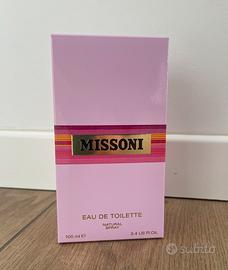 MISSONI
EAU DE TOILETTE
NATURAL
SPRAY
100 ml e 3.4 US Fl.Oz.
subito